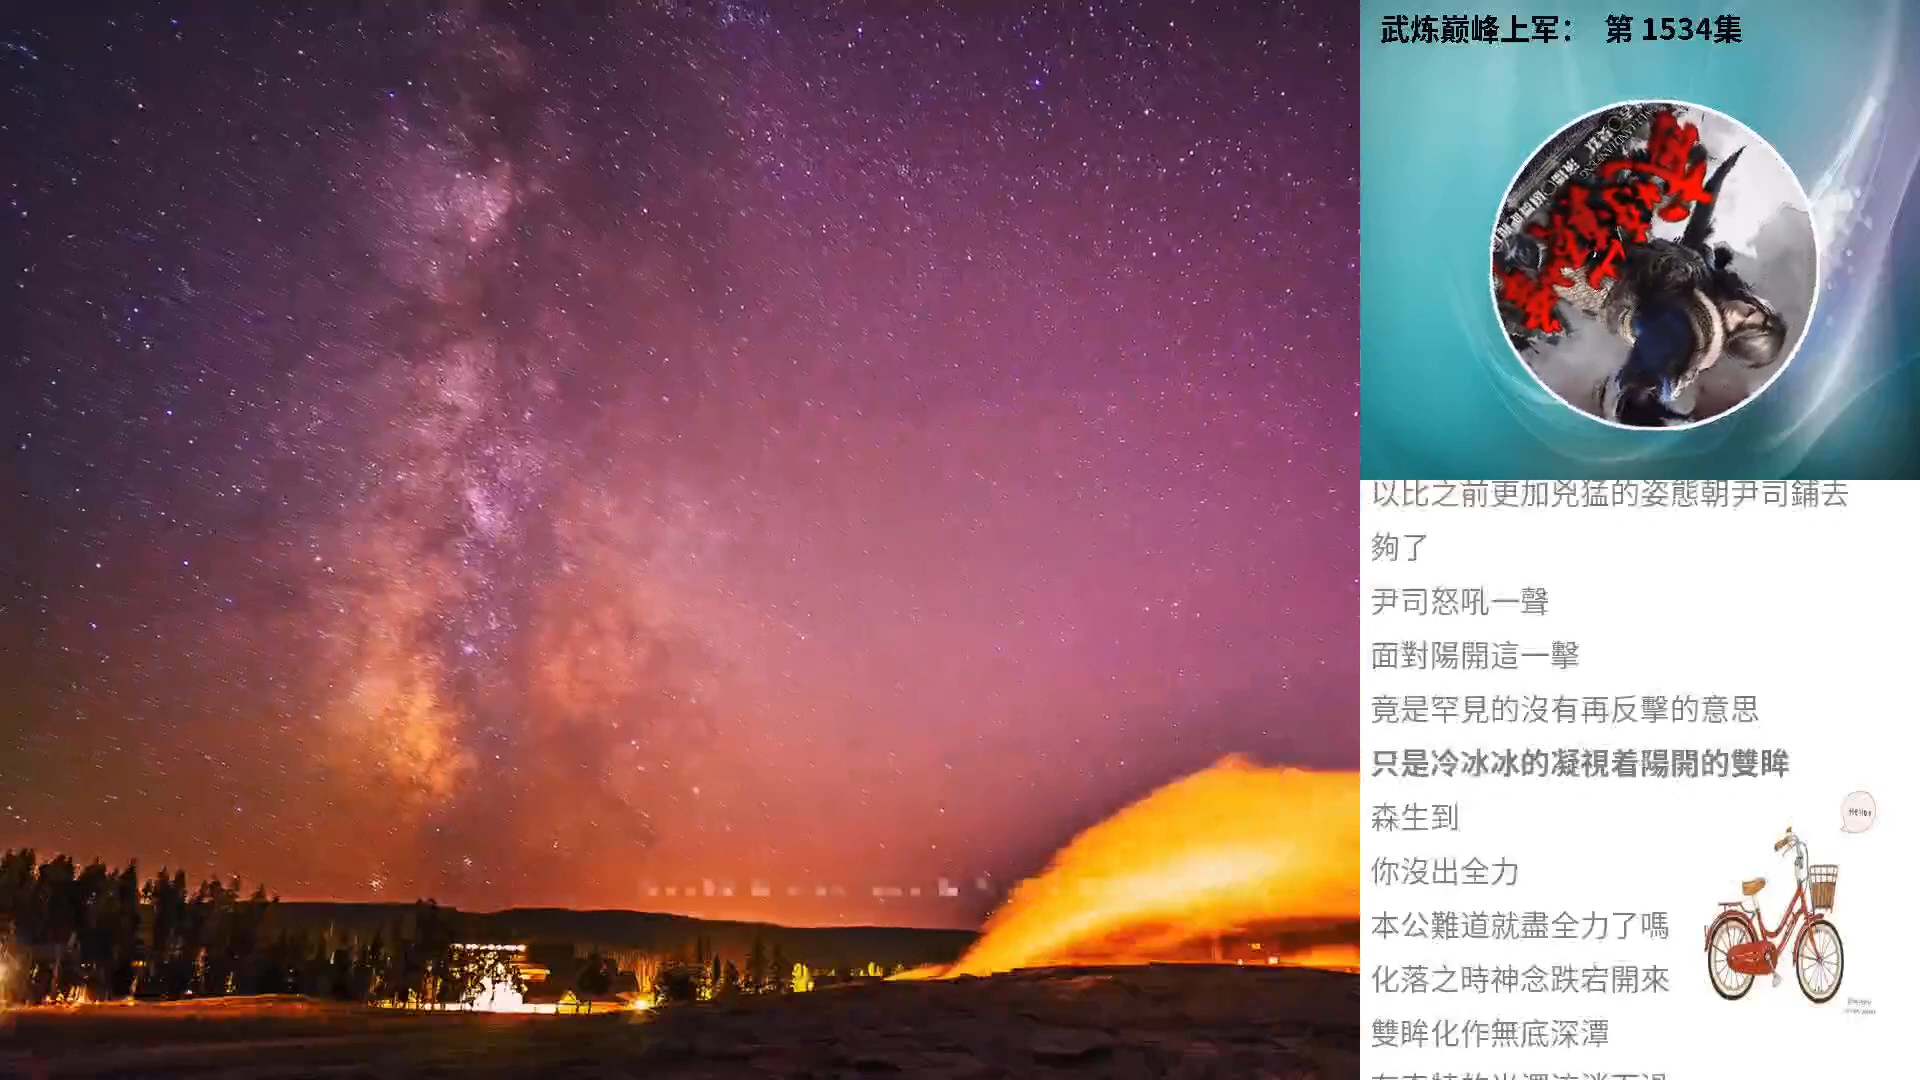 武炼巅峰上军： 第 1534集
以比之前更加兇猛的姿態朝尹司鋪去
夠了
尹司怒吼一聲
面對陽開這一擊
竟是罕見的沒有再反擊的意思
只是冷冰冰的凝視着陽開的雙眸
森生到
你沒出全力
本公難道就盡全力了嗎
化落之時神念跌宕開來
雙眸化作無底深潭